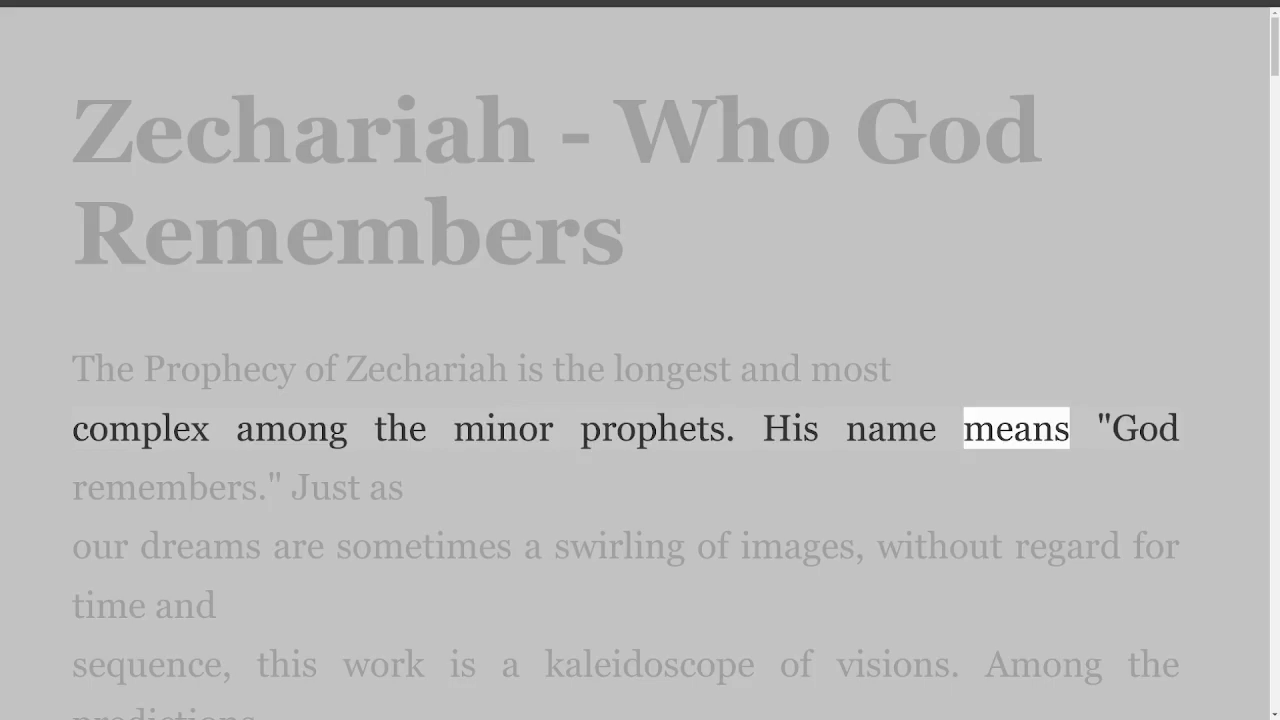 Zechariah - Who God
Remembers
The Prophecy of Zechariah is the longest and most
complex among the minor prophets. His name means "God
remembers." Just as
our dreams are sometimes a swirling of images, without regard for
time and
sequence, this work is a kaleidoscope of visions. Among the
predictions